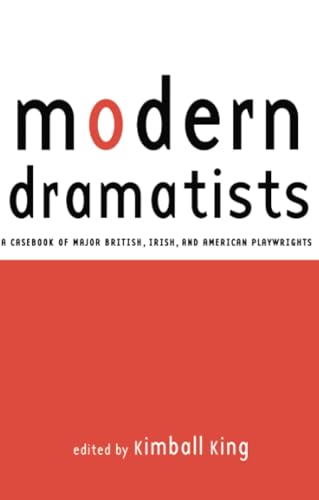 modern
dramatists
A CASEBOOK OF MAJOR BRITISH, IRISH, AND AMERICAN PLAYWRIGHTS
edited by Kimball King